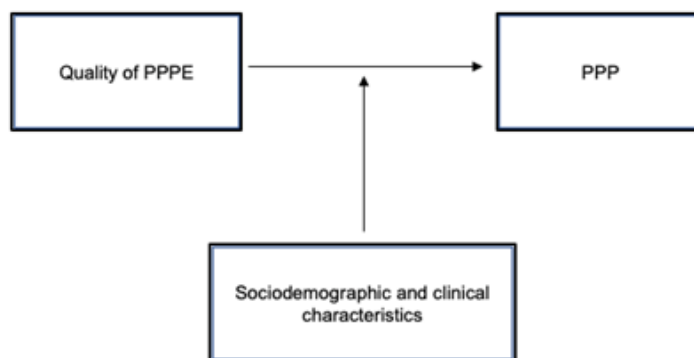 Quality of PPPE
PPP
Sociodemographic and clinical
characteristics